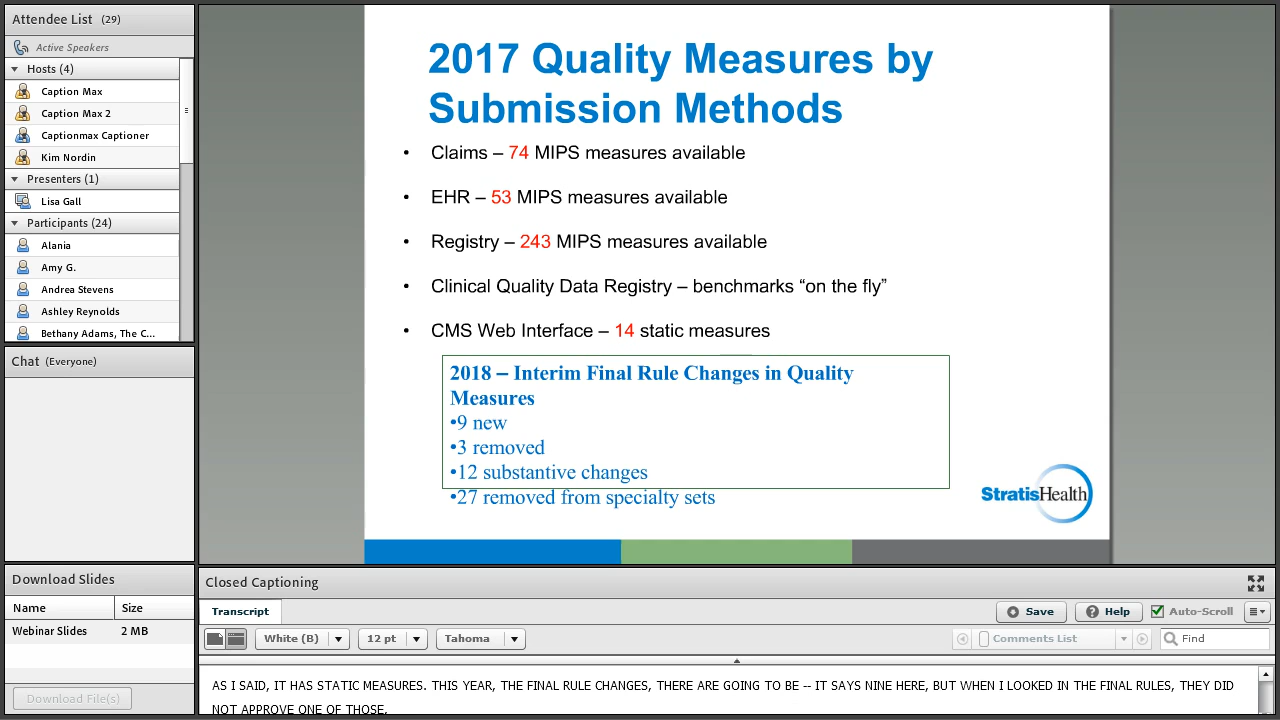 Attendee List (29)
Active Speakers
Hosts (4)
Caption Max
Caption Max 2
Captionmax Captioner
Kim Nordin
Presenters (1)
Lisa Gall
Participants (24)
Alania
Amy G.
Andrea Stevens
Ashley Reynolds
Bethany Adams, The C...
Chat (Everyone)
Download Slides
Name Size
Webinar Slides 2 MB
Download File(s)
2017 Quality Measures by
Submission Methods
• Claims – 74 MIPS measures available
• EHR – 53 MIPS measures available
• Registry – 243 MIPS measures available
• Clinical Quality Data Registry – benchmarks “on the fly”
• CMS Web Interface – 14 static measures
2018 – Interim Final Rule Changes in Quality
Measures
•9 new
•3 removed
•12 substantive changes
•27 removed from specialty sets
StratisHealth
Closed Captioning
Transcript Save Help Auto-Scroll
White (B) 12 pt Tahoma Comments List Find
AS I SAID, IT HAS STATIC MEASURES. THIS YEAR, THE FINAL RULE CHANGES, THERE ARE GOING TO BE -- IT SAYS NINE HERE, BUT WHEN I LOOKED IN THE FINAL RULES, THEY DID
NOT APPROVE ONE OF THOSE.